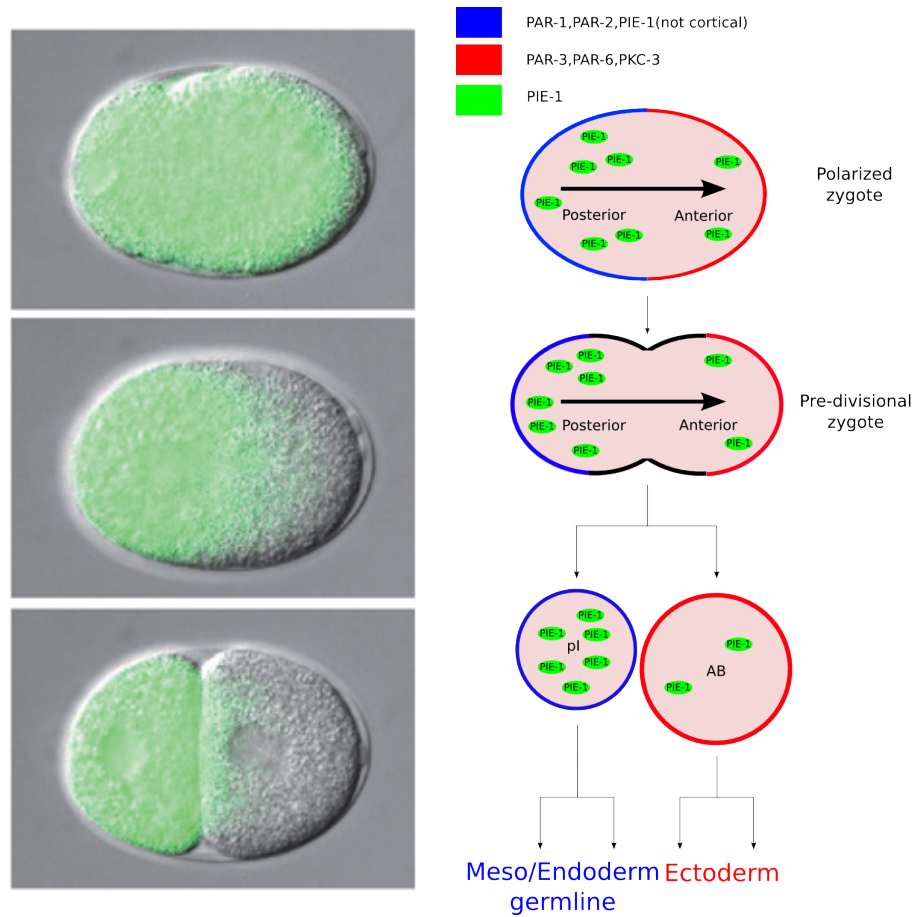 PAR-1,PAR-2,PIE-1(not cortical)
PAR-3,PAR-6,PKC-3
PIE-1
PIE-1
PIE-1
PIE-1
PIE-1
PIE-1
Posterior
Anterior
PIE-1
PIE-1
PIE-1
Polarized
zygote
PIE-1
PIE-1
PIE-1
PIE-1
PIE-1
PIE-1
Posterior
Anterior
PIE-1
PIE-1
Pre-divisional
zygote
PIE-1
PIE-1
PIE-1
pI
PIE-1
PIE-1
PIE-1
PIE-1
AB
PIE-1
Meso/Endoderm
germline
Ectoderm